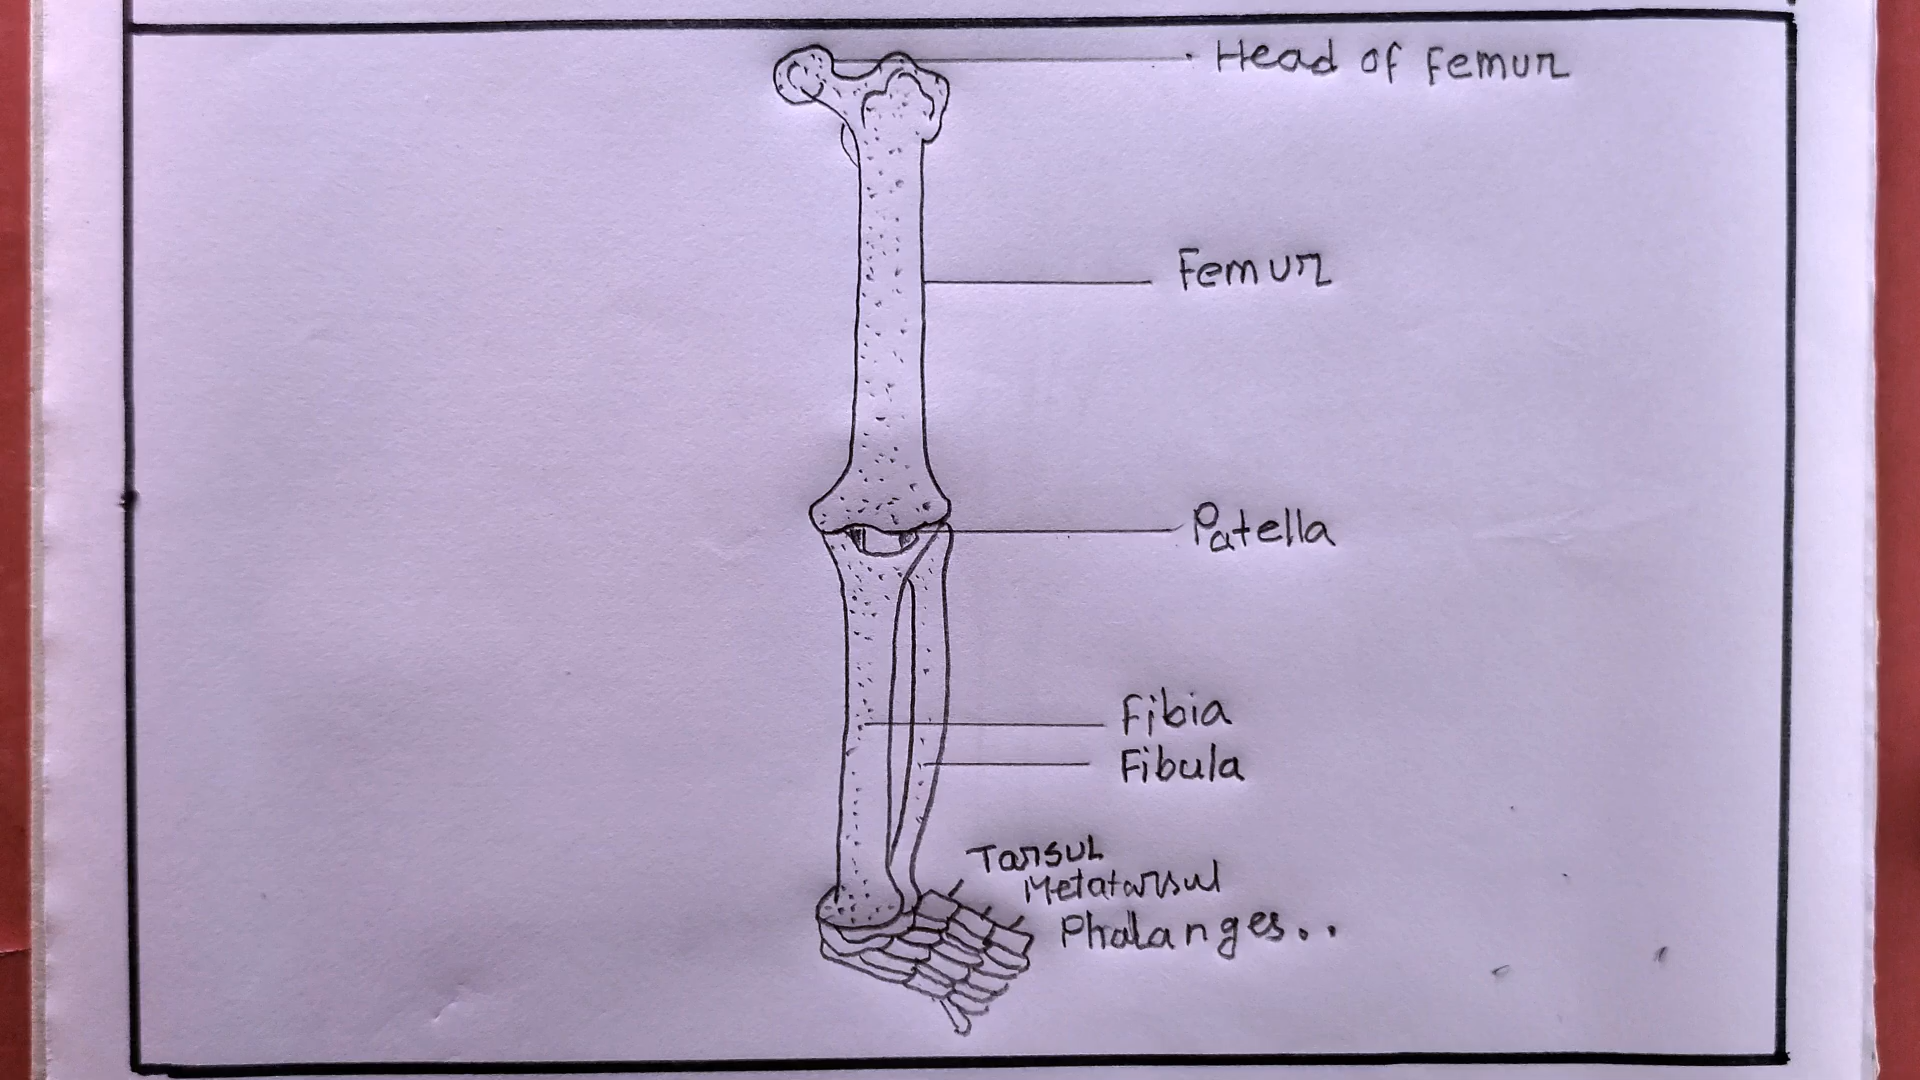 Head of Femur
Femur
Patella
Fibia
Fibula
Tarsul
Metatarsul
Phalanges..